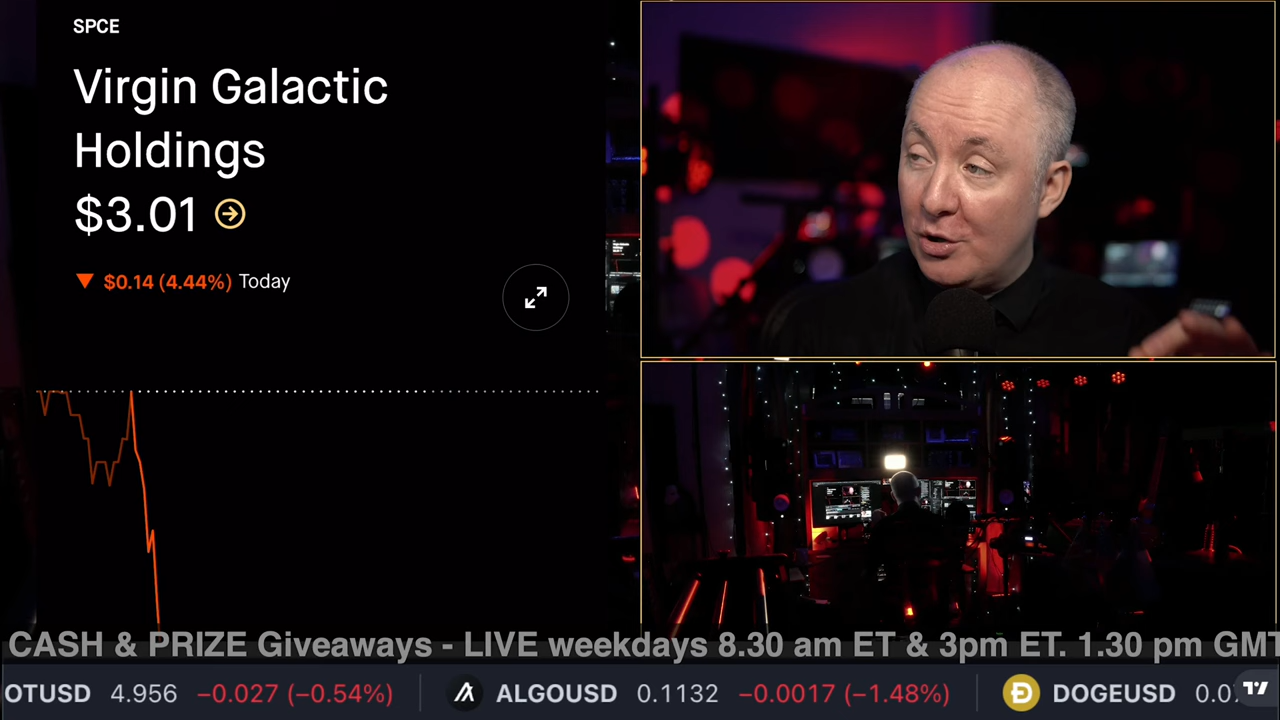 SPCE
Virgin Galactic
Holdings
$3.01
$0.14 (4.44%) Today
CASH & PRIZE Giveaways - LIVE weekdays 8.30 am ET & 3pm ET. 1.30 pm GMT
OTUSD 4.956 −0.027 (−0.54%) ALGOUSD 0.1132 −0.0017 (−1.48%) DOGEUSD 0.0